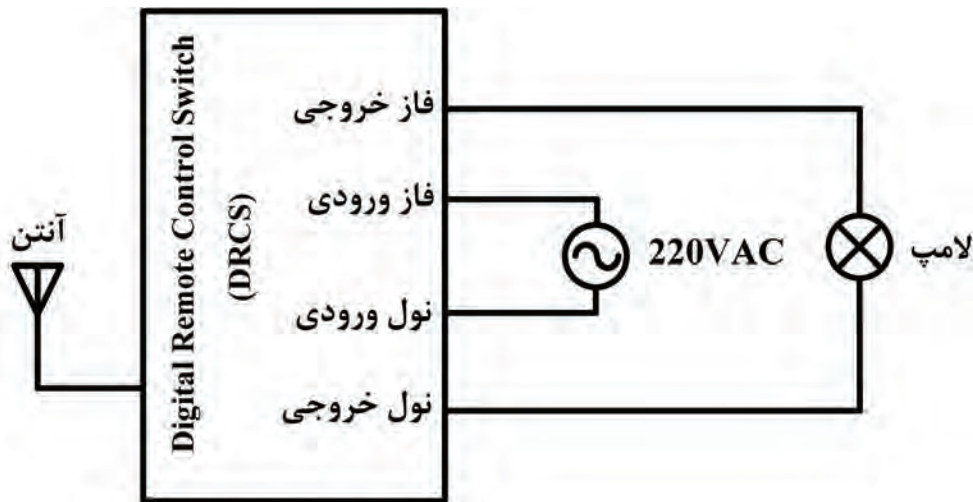 Digital Remote Control Switch
(DRCS)
فاز خروجی
فاز ورودی
نول ورودی
نول خروجی
آنتن
220VAC
لامپ